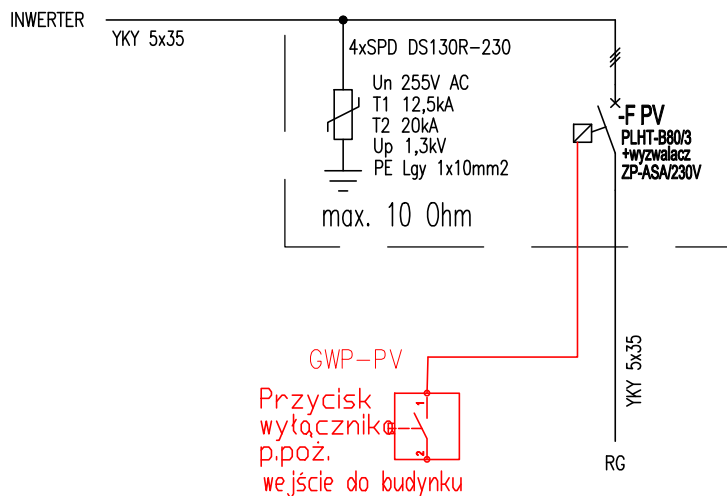 INWERTER
YKY 5x35
4xSPD DS130R-230
Un 255V AC
T1 12,5kA
T2 20kA
Up 1,3kV
PE Lgy 1x10mm2
max. 10 Ohm
-F PV
PLHT-B80/3
+wyzwalacz
ZP-ASA/230V
YKY 5x35
RG
GWP-PV
Przycisk
wyłącznika
p.poż.
wejście do budynku
1
2